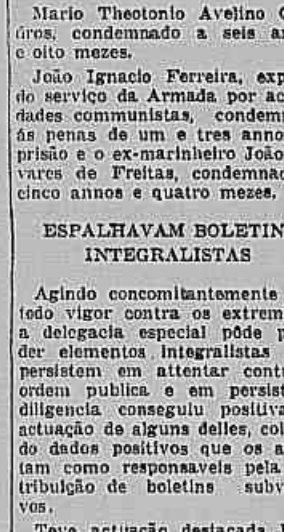 Mario Theotonio Avelino
ûros, condemnado a seis
e oito mezes.
João Ignacio Ferreira, exp
do serviço da Armada por ac
dades communistas, condem
ás penas de um e tres anno
prisão e o ex-marinheiro João
vares de Freitas, condemnad
cinco annos e quatro mezes.
ESPALHAVAM BOLETIN
INTEGRALISTAS
Agindo concomitantemente
todo vigor contra os extrem
a delegacia especial pôde p
der elementos integralistas
persistem em attentar cont
ordem publica e em persist
diligencia conseguiu positiva
actuação de alguns delles, col
do dados positivos que os a
tam como responsaveis pela
tribuição de boletins subv
vos.
Teve actuação destacada